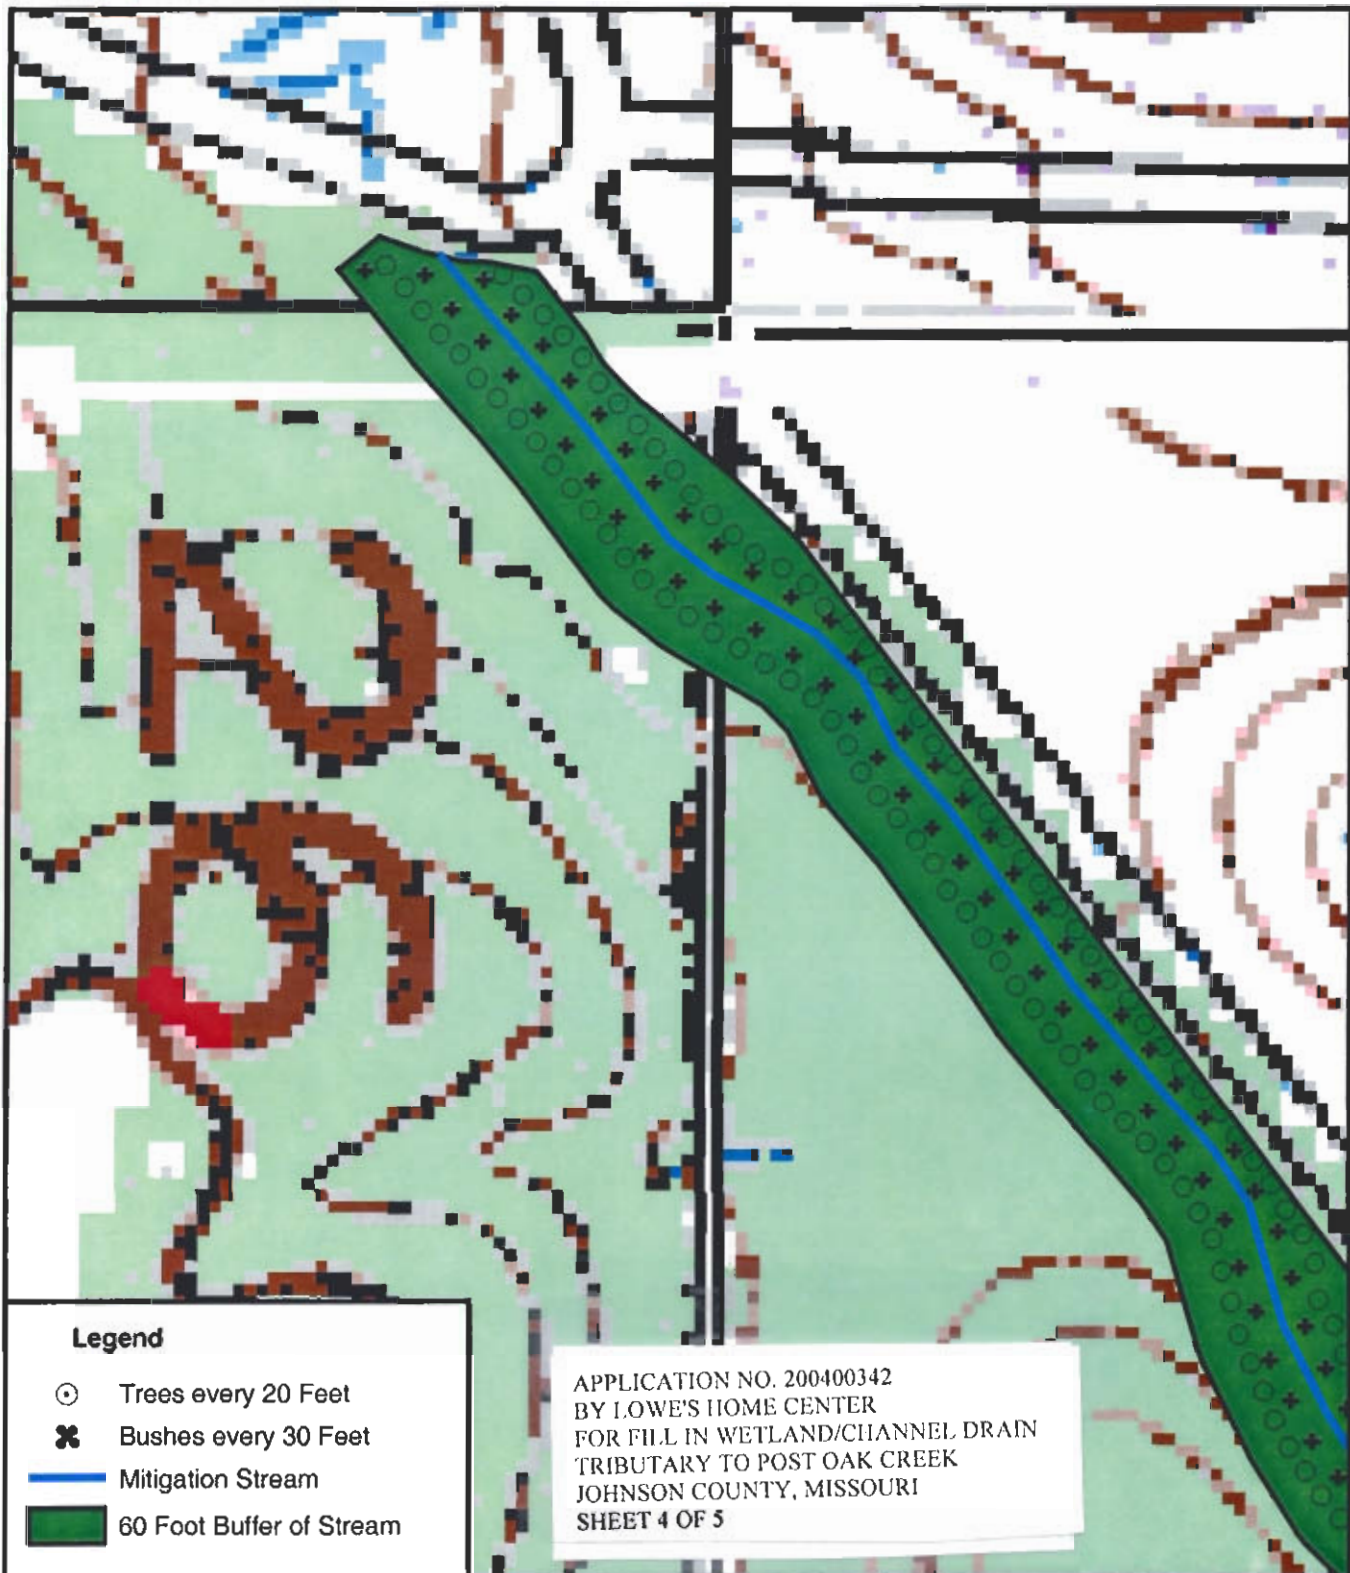 Legend
Trees every 20 Feet
Bushes every 30 Feet
Mitigation Stream
60 Foot Buffer of Stream
APPLICATION NO. 200400342
BY LOWE'S HOME CENTER
FOR FILL IN WETLAND/CHANNEL DRAIN
TRIBUTARY TO POST OAK CREEK
JOHNSON COUNTY, MISSOURI
SHEET 4 OF 5